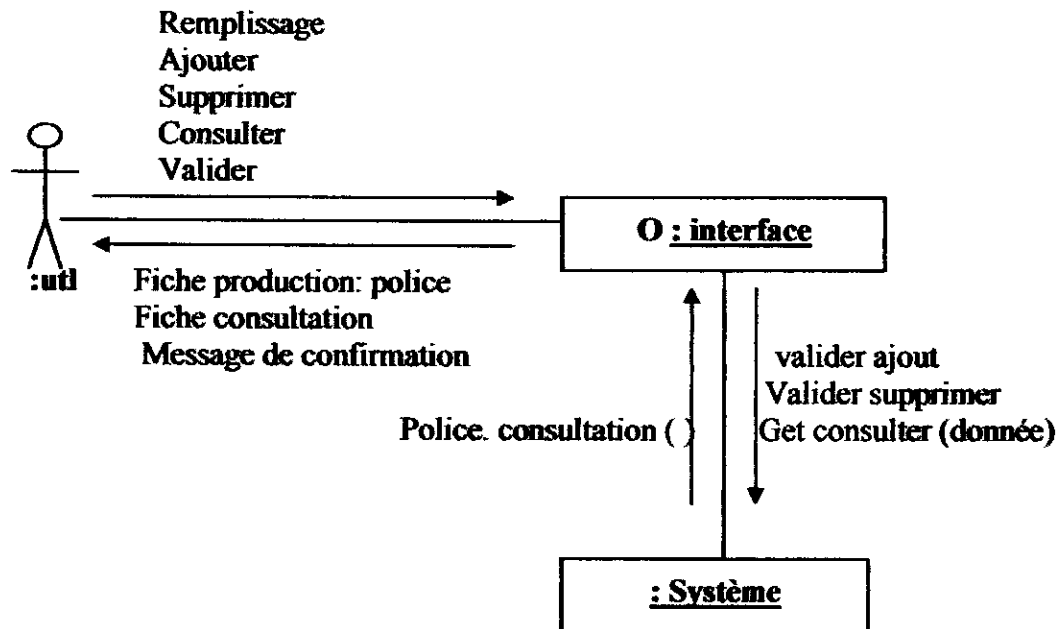 Remplissage
Ajouter
Supprimer
Consulter
Valider
O : interface
:utl
Fiche production: police
Fiche consultation
Message de confirmation
valider ajout
Valider supprimer
Police. consultation ( )
Get consulter (donnée)
: Système